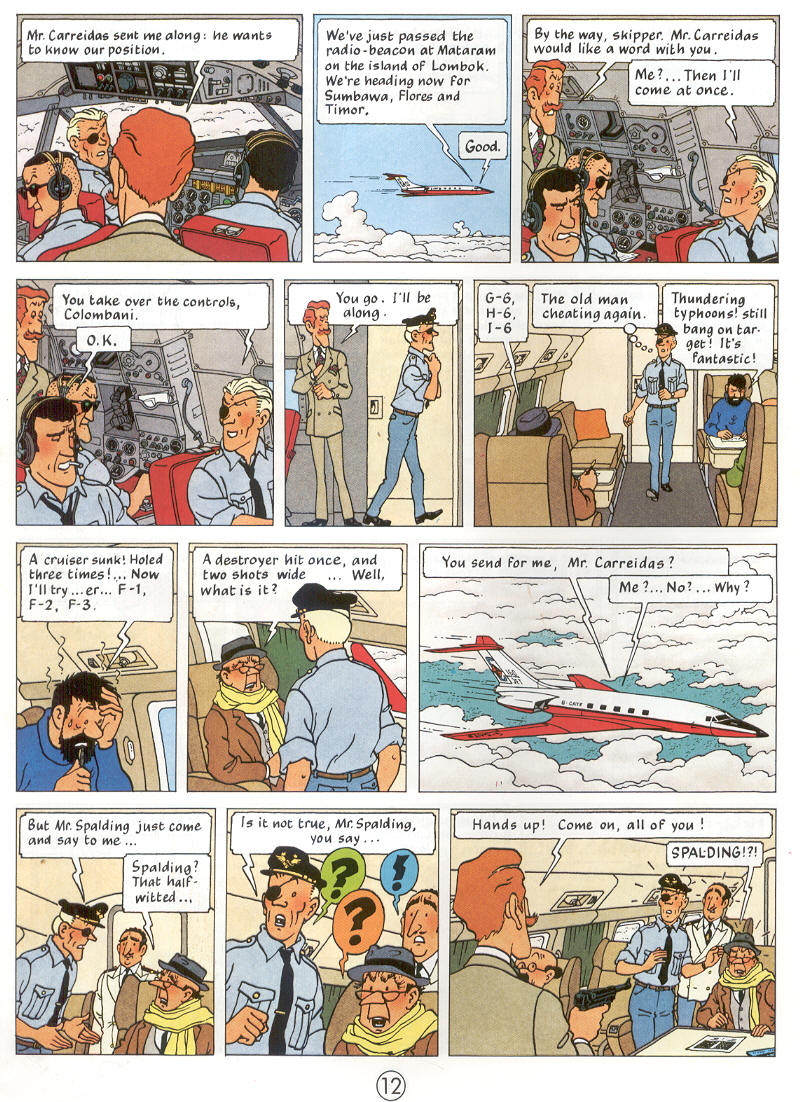 Mr. Carreidas sent me along: he wants
to know our position.
We've just passed the
radio-beacon at Mataram
on the island of Lombok.
We're heading now for
Sumbawa, Flores and
Timor.
Good.
By the way, skipper. Mr. Carreidas
would like a word with you.
Me?... Then I'll
come at once.
You take over the controls,
Colombani.
O.K.
You go. I'll be
along.
G-6,
H-6,
I-6
The old man
cheating again.
Thundering
typhoons! still
bang on tar-
get! It's
fantastic!
A cruiser sunk! Holed
three times!... Now
I'll try ...er... F-1,
F-2, F-3.
A destroyer hit once, and
two shots wide ... Well,
what is it?
You send for me, Mr. Carreidas?
Me?... No?... Why?
But Mr. Spalding just come
and say to me ...
Spalding?
That half-
witted...
Is it not true, Mr. Spalding,
you say...
?
?
!
Hands up! Come on, all of you!
SPALDING!?!
12